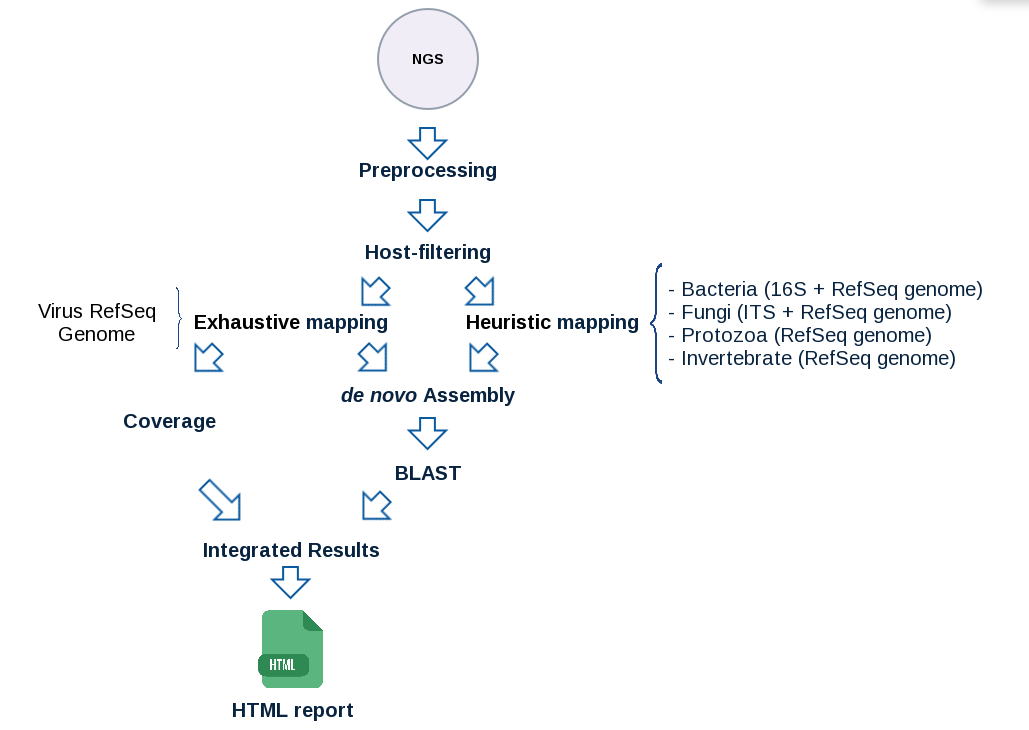 NGS
Preprocessing
Host-filtering
Virus RefSeq
Genome
Exhaustive mapping
Heuristic mapping
- Bacteria (16S + RefSeq genome)
- Fungi (ITS + RefSeq genome)
- Protozoa (RefSeq genome)
- Invertebrate (RefSeq genome)
de novo Assembly
Coverage
BLAST
Integrated Results
HTML
HTML report